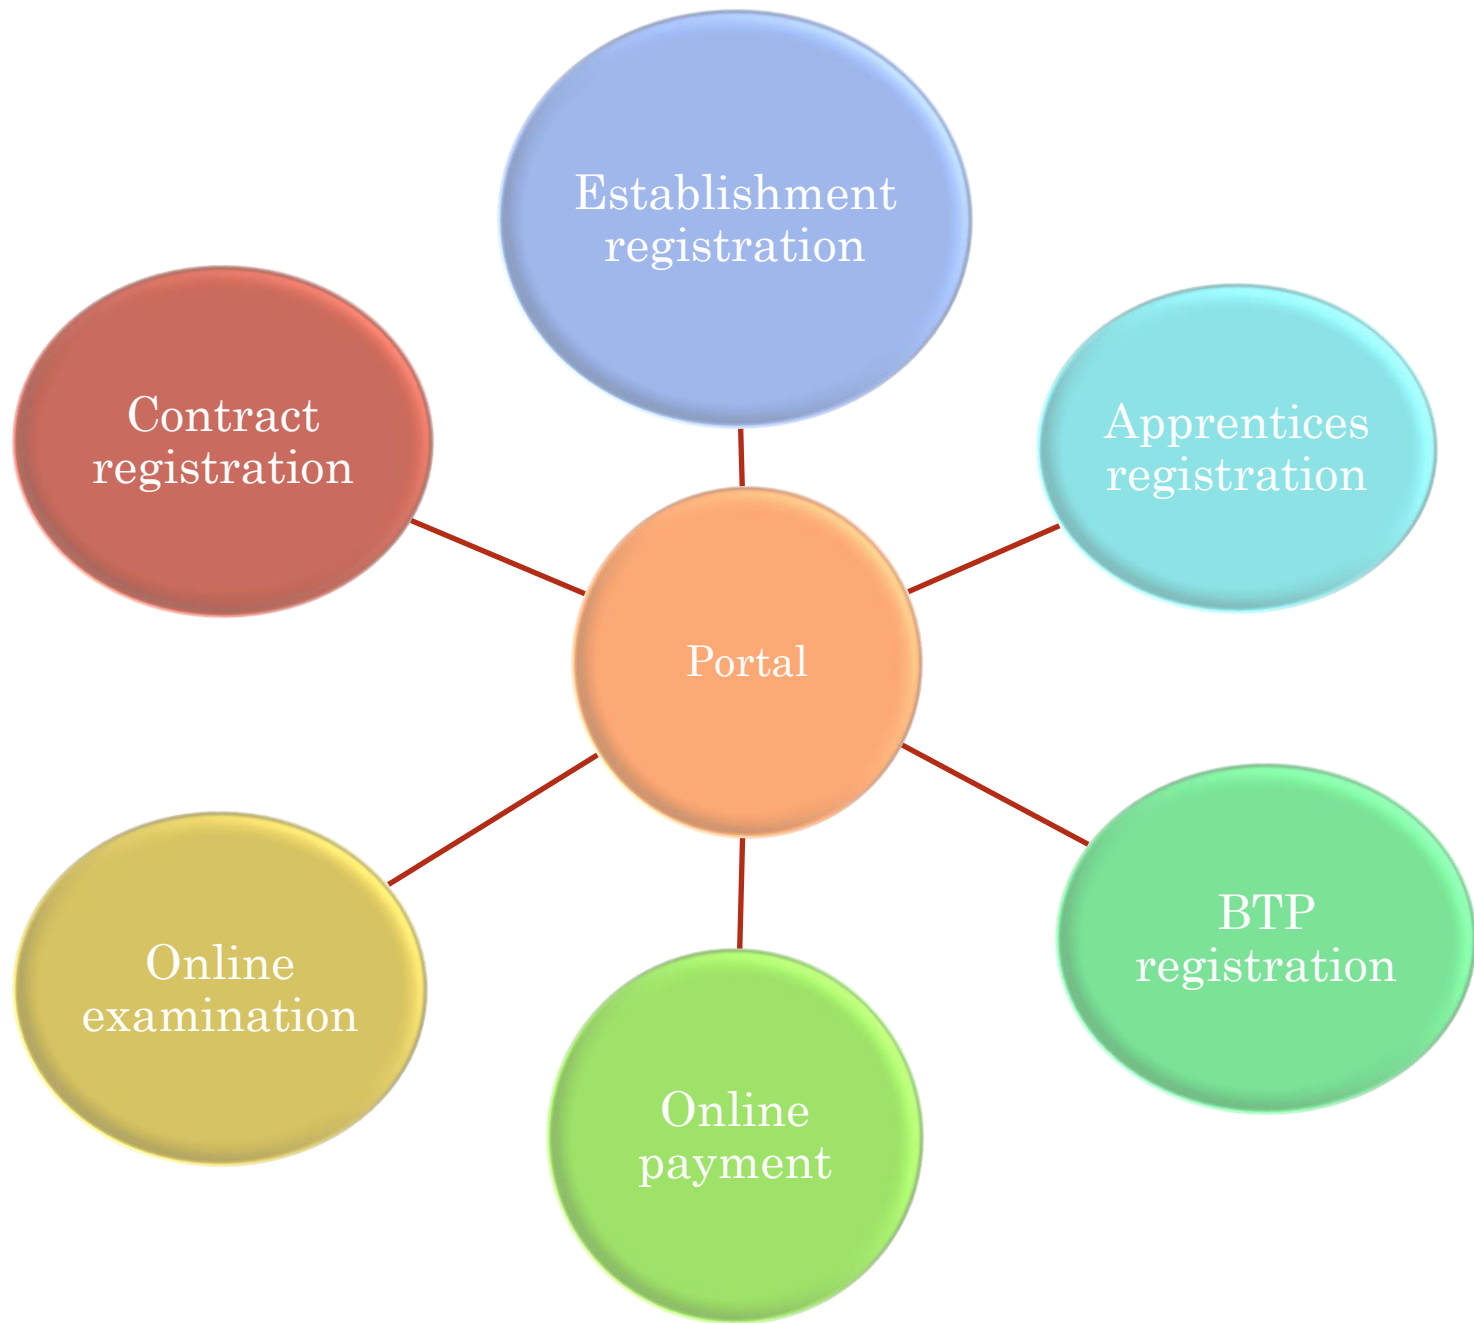 Establishment
registration
Contract
registration
Apprentices
registration
Portal
Online
examination
BTP
registration
Online
payment